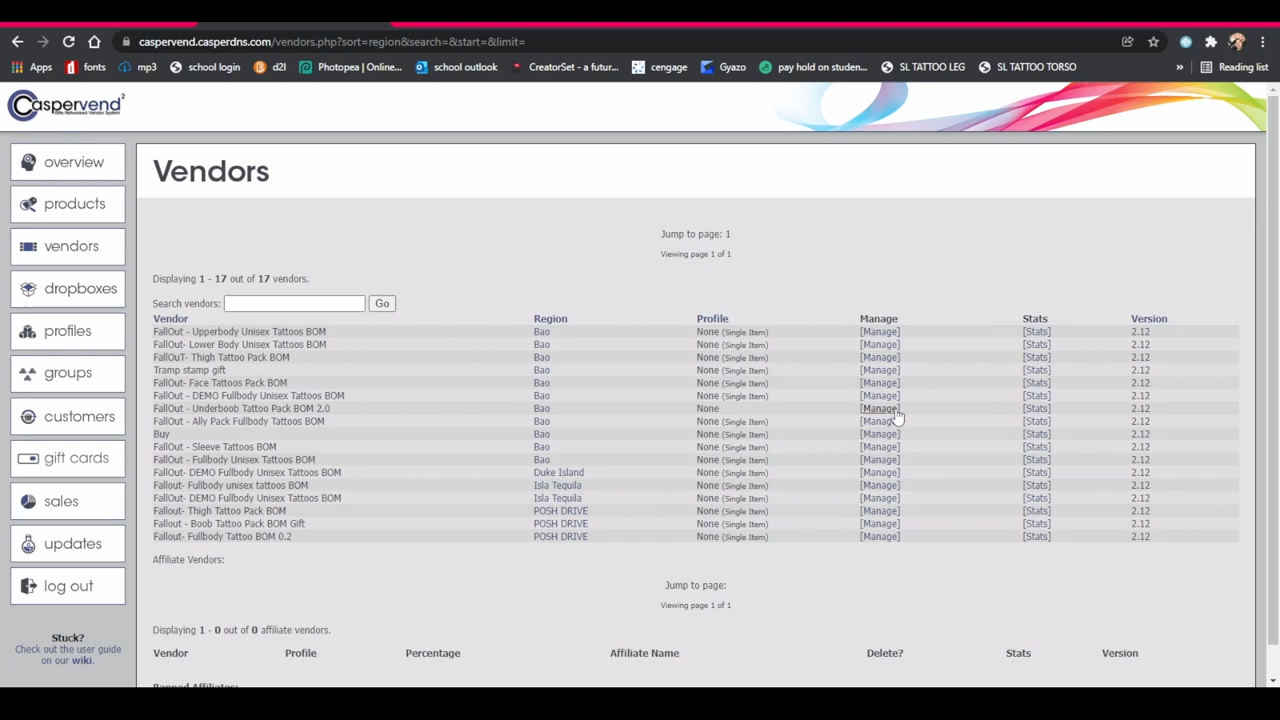 caspervend.casperdns.com/vendors.php?sort=region&search=&start=&limit=
Apps fonts mp3 school login d2l Photopea | Online... school outlook CreatorSet - a futur... cengage Gyazo pay hold on studen... SL TATTOO LEG SL TATTOO TORSO » Reading list
Caspervend2
Elite Networked Vendor System
overview
products
vendors
dropboxes
profiles
groups
customers
gift cards
sales
updates
log out
Stuck?
Check out the user guide
on our wiki.
Vendors
Jump to page: 1
Viewing page 1 of 1
Displaying 1 - 17 out of 17 vendors.
Search vendors: Go
Vendor Region Profile Manage Stats Version
FallOut - Upperbody Unisex Tattoos BOM Bao None (Single Item) [Manage] [Stats] 2.12
FallOut- Lower Body Unisex Tattoos BOM Bao None (Single Item) [Manage] [Stats] 2.12
FallOuT- Thigh Tattoo Pack BOM Bao None (Single Item) [Manage] [Stats] 2.12
Tramp stamp gift Bao None (Single Item) [Manage] [Stats] 2.12
FallOut- Face Tattoos Pack BOM Bao None (Single Item) [Manage] [Stats] 2.12
FallOut - DEMO Fullbody Unisex Tattoos BOM Bao None (Single Item) [Manage] [Stats] 2.12
FallOut - Underboob Tattoo Pack BOM 2.0 Bao None [Manage] [Stats] 2.12
FallOut - Ally Pack Fullbody Tattoos BOM Bao None (Single Item) [Manage] [Stats] 2.12
Buy Bao None (Single Item) [Manage] [Stats] 2.12
FallOut - Sleeve Tattoos BOM Bao None (Single Item) [Manage] [Stats] 2.12
FallOut - Fullbody Unisex Tattoos BOM Bao None (Single Item) [Manage] [Stats] 2.12
FallOut- DEMO Fullbody Unisex Tattoos BOM Duke Island None (Single Item) [Manage] [Stats] 2.12
Fallout- Fullbody unisex tattoos BOM Isla Tequila None (Single Item) [Manage] [Stats] 2.12
FallOut- DEMO Fullbody Unisex Tattoos BOM Isla Tequila None (Single Item) [Manage] [Stats] 2.12
Fallout- Thigh Tattoo Pack BOM POSH DRIVE None (Single Item) [Manage] [Stats] 2.12
Fallout - Boob Tattoo Pack BOM Gift POSH DRIVE None (Single Item) [Manage] [Stats] 2.12
Fallout- Fullbody Tattoo BOM 0.2 POSH DRIVE None (Single Item) [Manage] [Stats] 2.12
Affiliate Vendors:
Jump to page:
Viewing page 1 of 1
Displaying 1 - 0 out of 0 affiliate vendors.
Vendor Profile Percentage Affiliate Name Delete? Stats Version
Banned Affiliates: